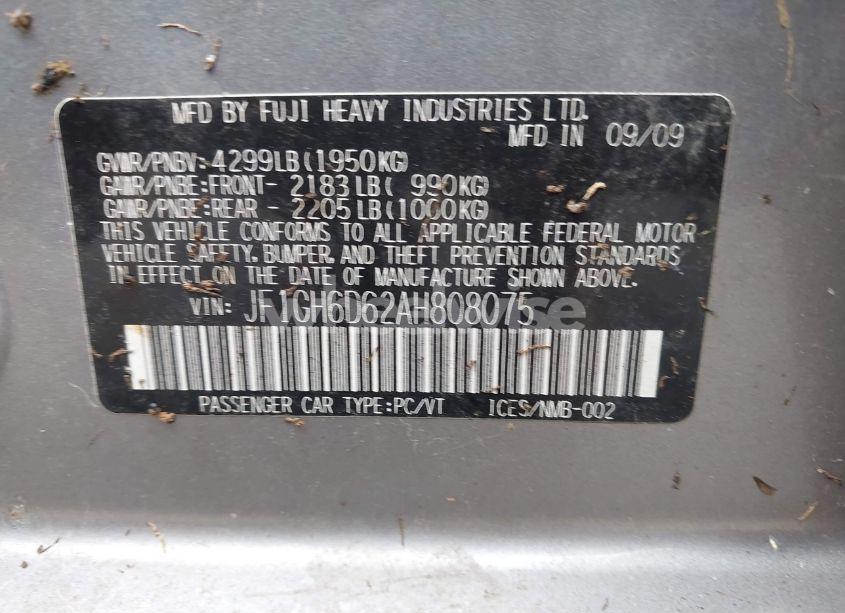 MFD BY FUJI HEAVY INDUSTRIES LTD.
MFD IN 09/09
GVWR/PNBV: 4299LB(1950KG)
GAWR/PNBE:FRONT- 2183LB( 990KG)
GAWR/PNBE:REAR - 2205LB(1000KG)
THIS VEHICLE CONFORMS TO ALL APPLICABLE FEDERAL MOTOR
VEHICLE SAFETY, BUMPER, AND THEFT PREVENTION STANDARDS
IN EFFECT ON THE DATE OF MANUFACTURE SHOWN ABOVE.
VIN: JF1GH6D62AH808075
PASSENGER CAR TYPE:PC/VT ICES/NMB-002